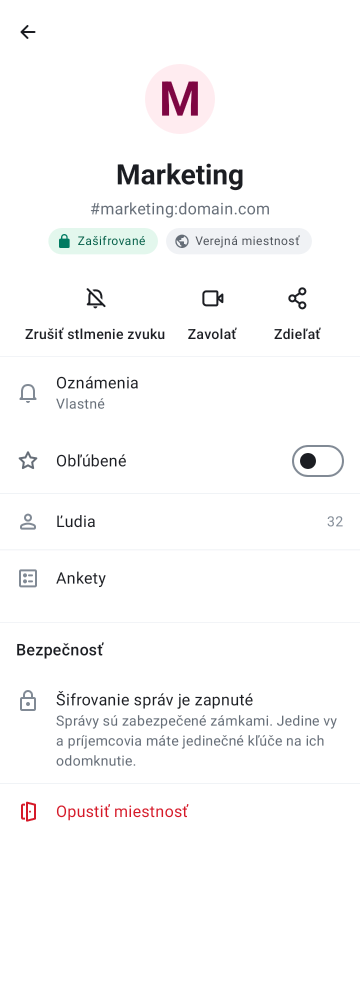 M
Marketing
#marketing:domain.com
Zašifrované Verejná miestnosť
Zrušiť stlmenie zvuku Zavolať Zdieľať
Oznámenia
Vlastné
Obľúbené
Ľudia 32
Ankety
Bezpečnosť
Šifrovanie správ je zapnuté
Správy sú zabezpečené zámkami. Jedine vy
a príjemcovia máte jedinečné kľúče na ich
odomknutie.
Opustiť miestnosť